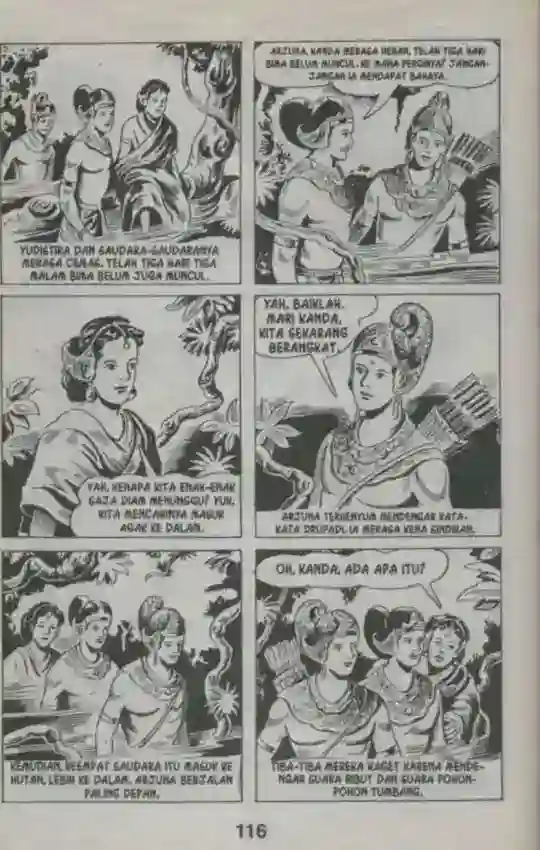 YUDISTIRA DAN SAUDARA-SAUDARANYA
MERASA CEMAS. TELAH TIGA HARI TIGA
MALAM BIMA BELUM JUGA MUNCUL.
ARJUNA, KANDA MERASA HERAN, TELAH TIGA HARI
BIMA BELUM MUNCUL. KE MANA PERGINYA? JANGAN-
JANGAN IA MENDAPAT BAHAYA.
YAH, KENAPA KITA ENAK-ENAK
SAJA DIAM MENUNGGU? YUK,
KITA MENCARINYA MASUK
AGAK KE DALAM.
YAH, BAIKLAH.
MARI KANDA,
KITA SEKARANG
BERANGKAT.
ARJUNA TERSENYUM MENDENGAR KATA-
KATA DRUPADI. IA MERASA KENA SINDIRAN.
KEMUDIAN, KEEMPAT SAUDARA ITU MASUK KE
HUTAN, LEBIH KE DALAM. ARJUNA BERJALAN
PALING DEPAN.
OH, KANDA, ADA APA ITU?
TIBA-TIBA MEREKA KAGET KARENA MENDE-
NGAR SUARA RIBUT DAN SUARA POHON-
POHON TUMBANG.
116